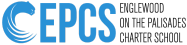 EPCS
ENGLEWOOD
ON THE PALISADES
CHARTER SCHOOL